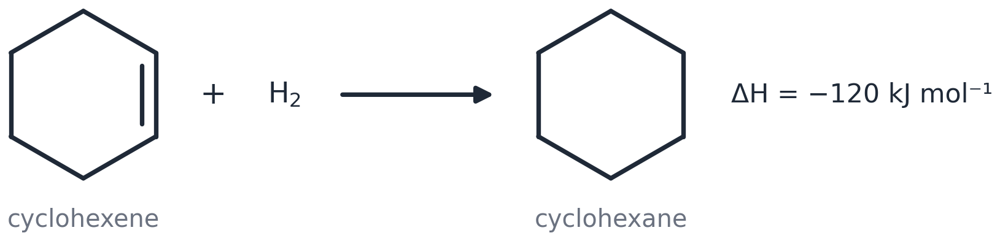 + H₂ ΔH = −120 kJ mol⁻¹
cyclohexene cyclohexane